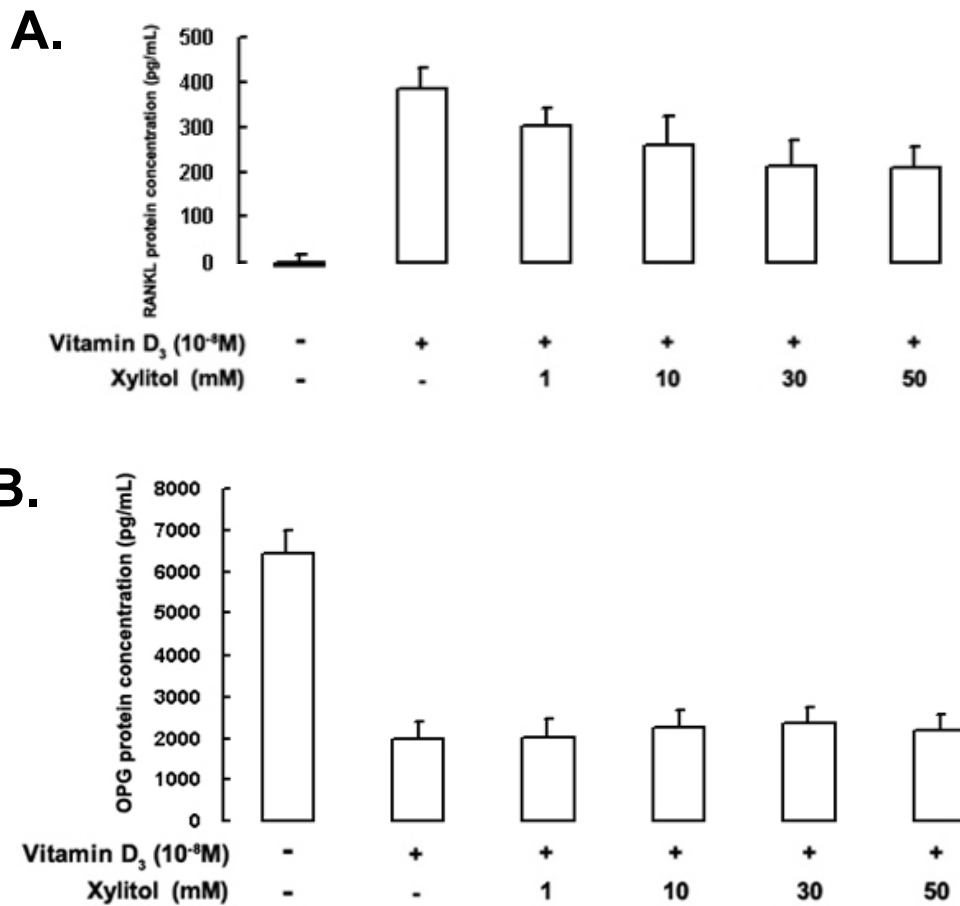 A.
RANKL protein concentration (pg/mL)
500
400
300
200
100
0
Vitamin D₃ (10⁻⁸M) - + + + + +
Xylitol (mM) - - 1 10 30 50
B.
OPG protein concentration (pg/mL)
8000
7000
6000
5000
4000
3000
2000
1000
0
Vitamin D₃ (10⁻⁸M) - + + + + +
Xylitol (mM) - - 1 10 30 50